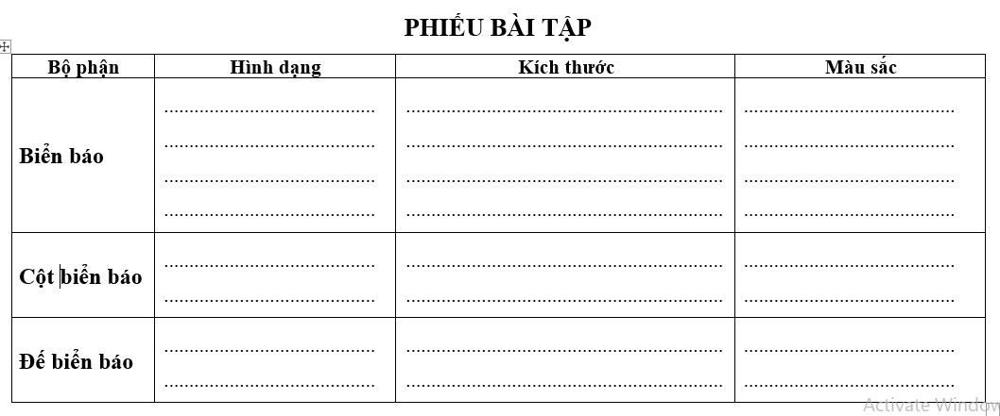 PHIẾU BÀI TẬP
Bộ phận Hình dạng Kích thước Màu sắc
Biển báo
........................................... ................................................................ ...........................................
........................................... ................................................................ ...........................................
........................................... ................................................................ ...........................................
........................................... ................................................................ ...........................................
Cột biển báo
........................................... ................................................................ ...........................................
........................................... ................................................................ ...........................................
Đế biển báo
........................................... ................................................................ ...........................................
........................................... ................................................................ ...........................................
Activate Window